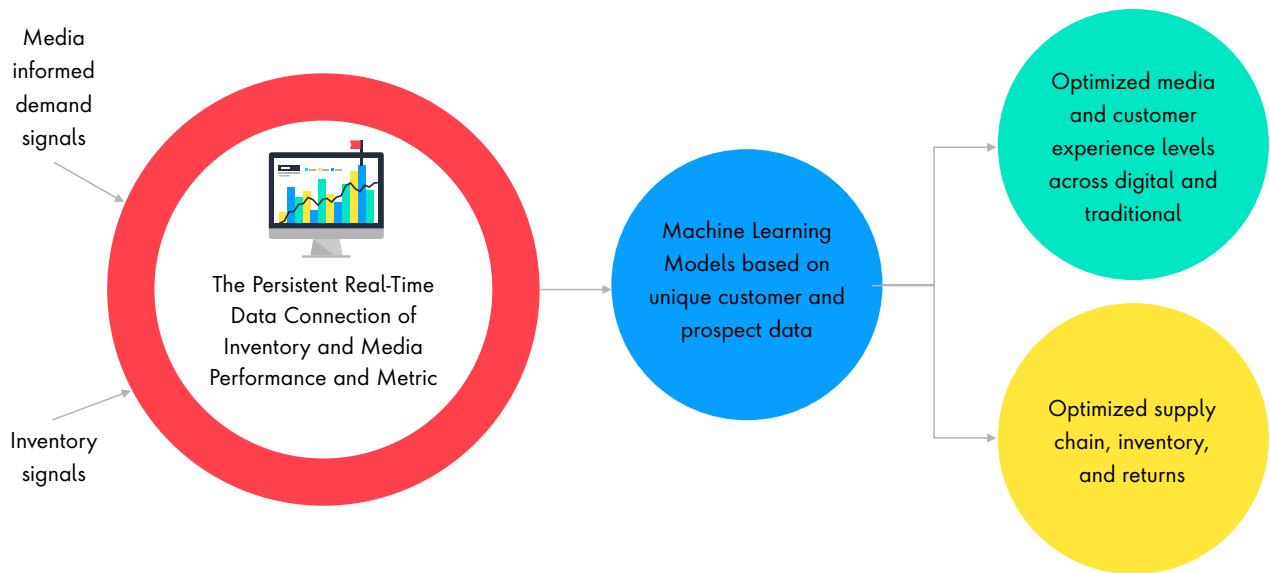 Media
informed
demand
signals
Inventory
signals
The Persistent Real-Time
Data Connection of
Inventory and Media
Performance and Metric
Machine Learning
Models based on
unique customer and
prospect data
Optimized media
and customer
experience levels
across digital and
traditional
Optimized supply
chain, inventory,
and returns